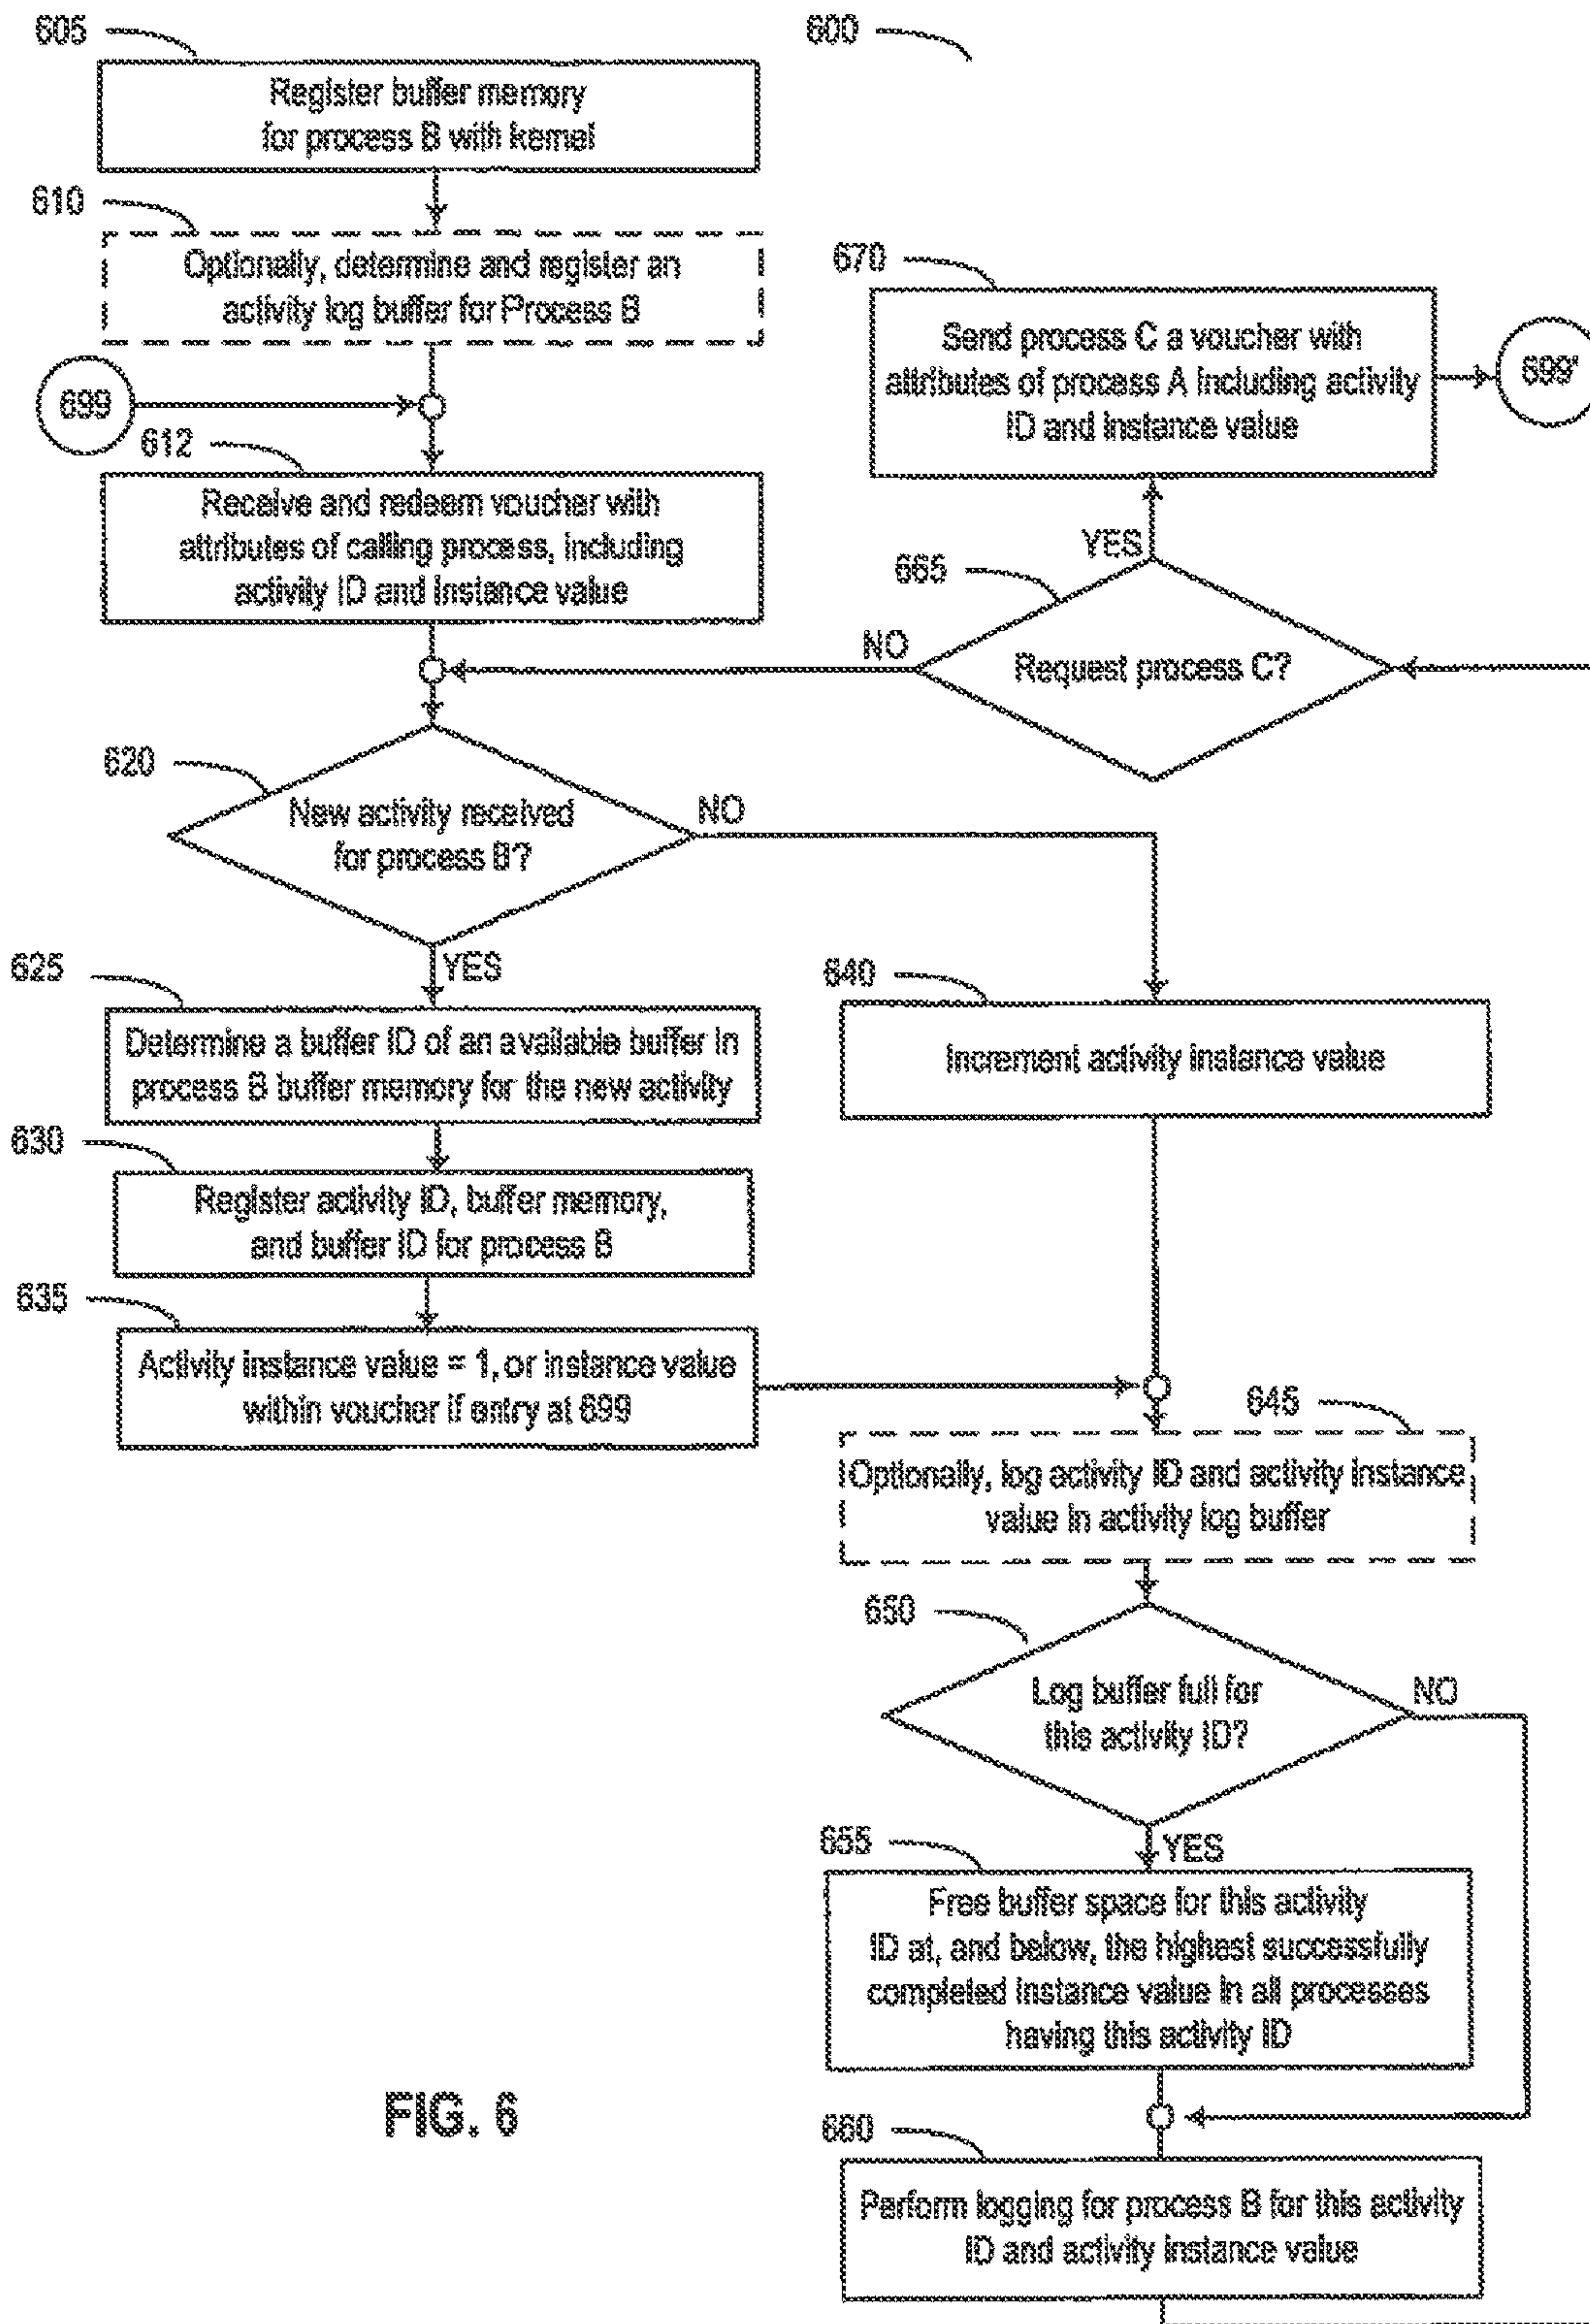 605
600
Register buffer memory
for process B with kernel
610
Optionally, determine and register an
activity log buffer for Process B
670
Send process C a voucher with
attributes of process A including activity
ID and instance value
699'
699
612
Receive and redeem voucher with
attributes of calling process, including
activity ID and instance value
YES
665
NO
Request process C?
620
New activity received
for process B?
NO
YES
625
Determine a buffer ID of an available buffer in
process B buffer memory for the new activity
640
Increment activity instance value
630
Register activity ID, buffer memory,
and buffer ID for process B
635
Activity instance value = 1, or instance value
within voucher if entry at 699
645
Optionally, log activity ID and activity instance
value in activity log buffer
650
Log buffer full for
this activity ID?
NO
YES
655
Free buffer space for this activity
ID at, and below, the highest successfully
completed instance value in all processes
having this activity ID
660
Perform logging for process B for this activity
ID and activity instance value
FIG. 6